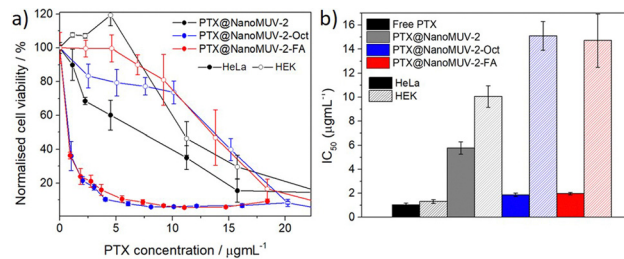 a)
PTX@NanoMUV-2
PTX@NanoMUV-2-Oct
PTX@NanoMUV-2-FA
HeLa
HEK
Normalised cell viability / %
120
100
80
60
40
20
0
5
10
15
20
PTX concentration / µgmL⁻¹
b)
Free PTX
PTX@NanoMUV-2
PTX@NanoMUV-2-Oct
PTX@NanoMUV-2-FA
HeLa
HEK
IC₅₀ (µgmL⁻¹)
16
14
12
10
8
6
4
2
0